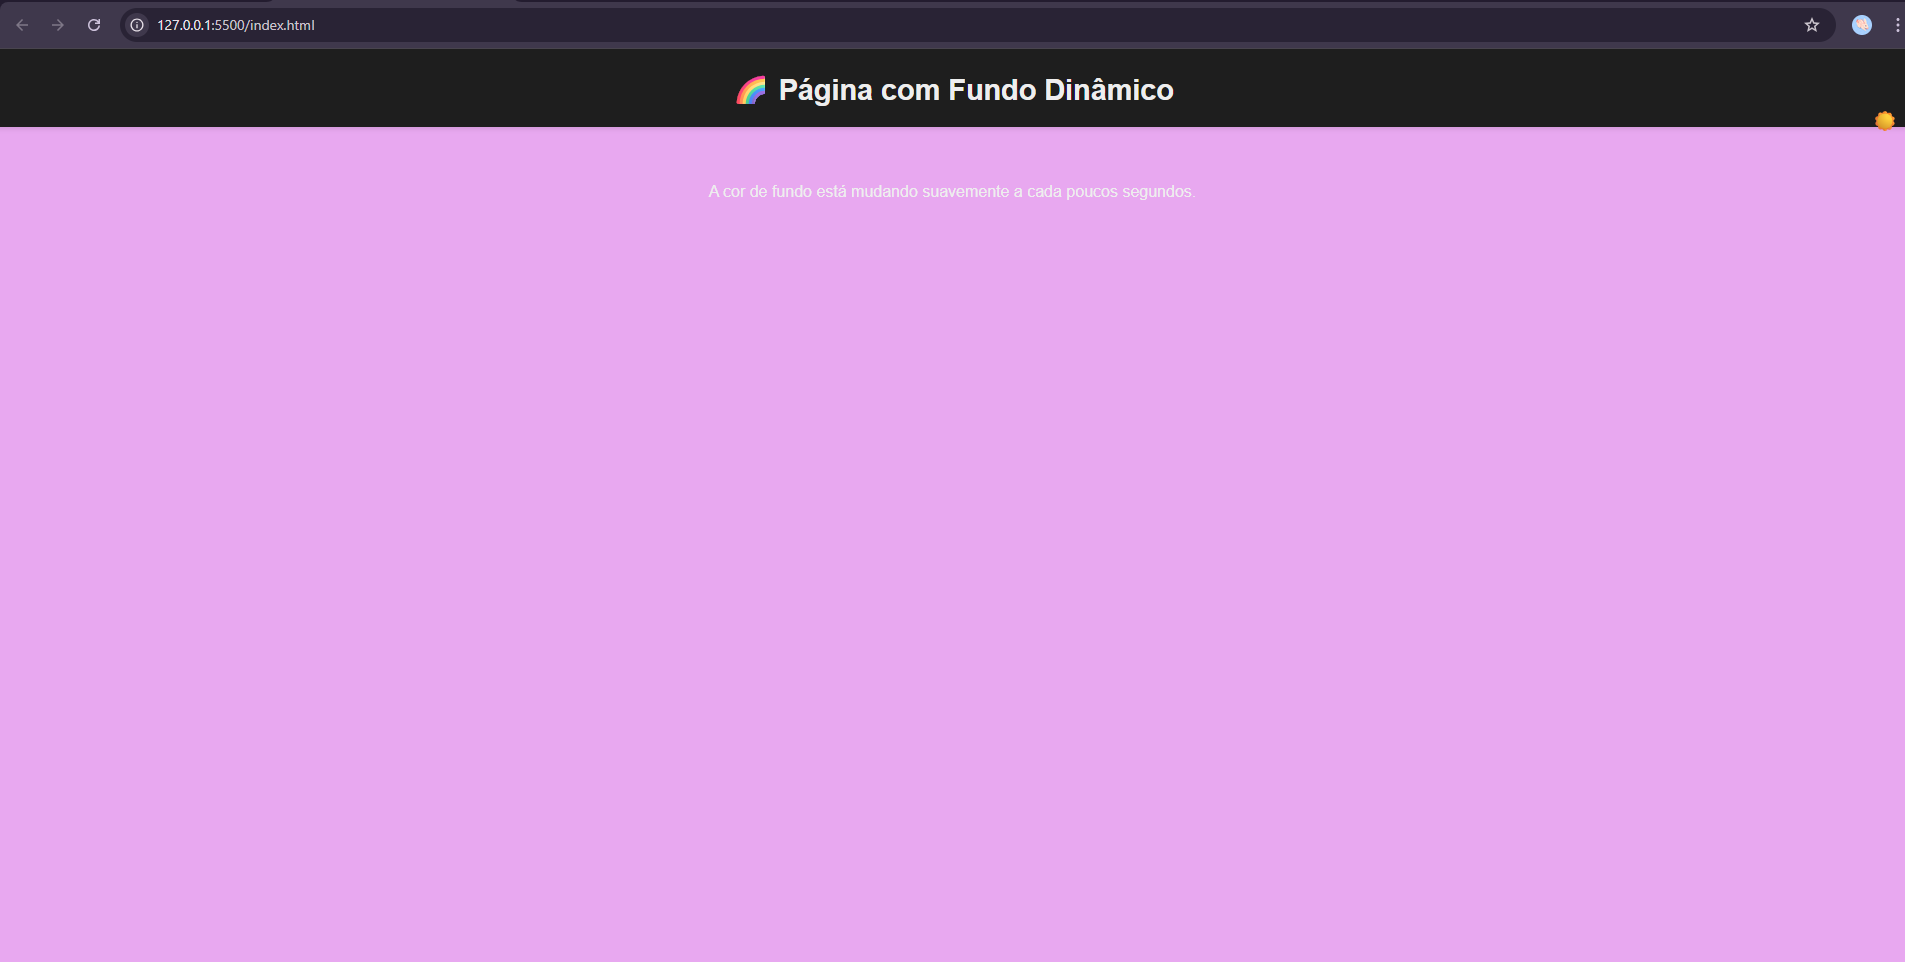 127.0.0.1:5500/index.html
🌈 Página com Fundo Dinâmico
A cor de fundo está mudando suavemente a cada poucos segundos.